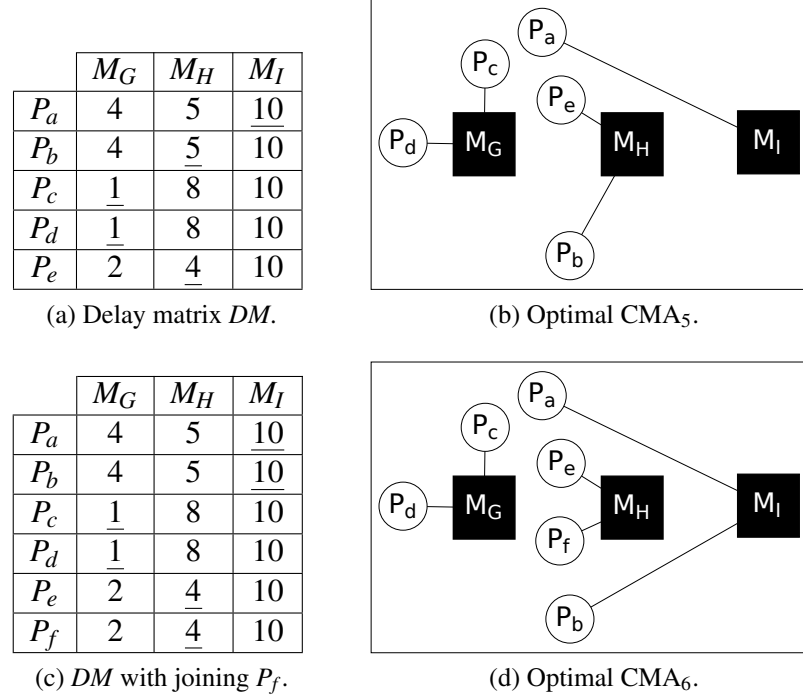 M_G M_H M_I
P_a 4 5 10
P_b 4 5 10
P_c 1 8 10
P_d 1 8 10
P_e 2 4 10
(a) Delay matrix DM.
P_a
P_c
P_e
P_d M_G M_H M_I
P_b
(b) Optimal CMA_5.
M_G M_H M_I
P_a 4 5 10
P_b 4 5 10
P_c 1 8 10
P_d 1 8 10
P_e 2 4 10
P_f 2 4 10
(c) DM with joining P_f.
P_a
P_c
P_e
P_d M_G M_H M_I
P_f
P_b
(d) Optimal CMA_6.